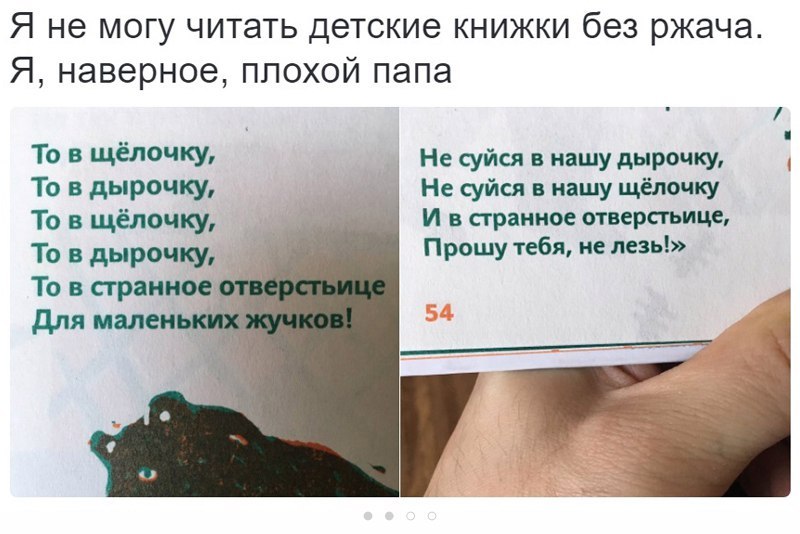 Я не могу читать детские книжки без ржача.
Я, наверное, плохой папа
То в щёлочку,
То в дырочку,
То в щёлочку,
То в дырочку,
То в странное отверстьице
Для маленьких жучков!
Не суйся в нашу дырочку,
Не суйся в нашу щёлочку
И в странное отверстьице,
Прошу тебя, не лезь!»
54